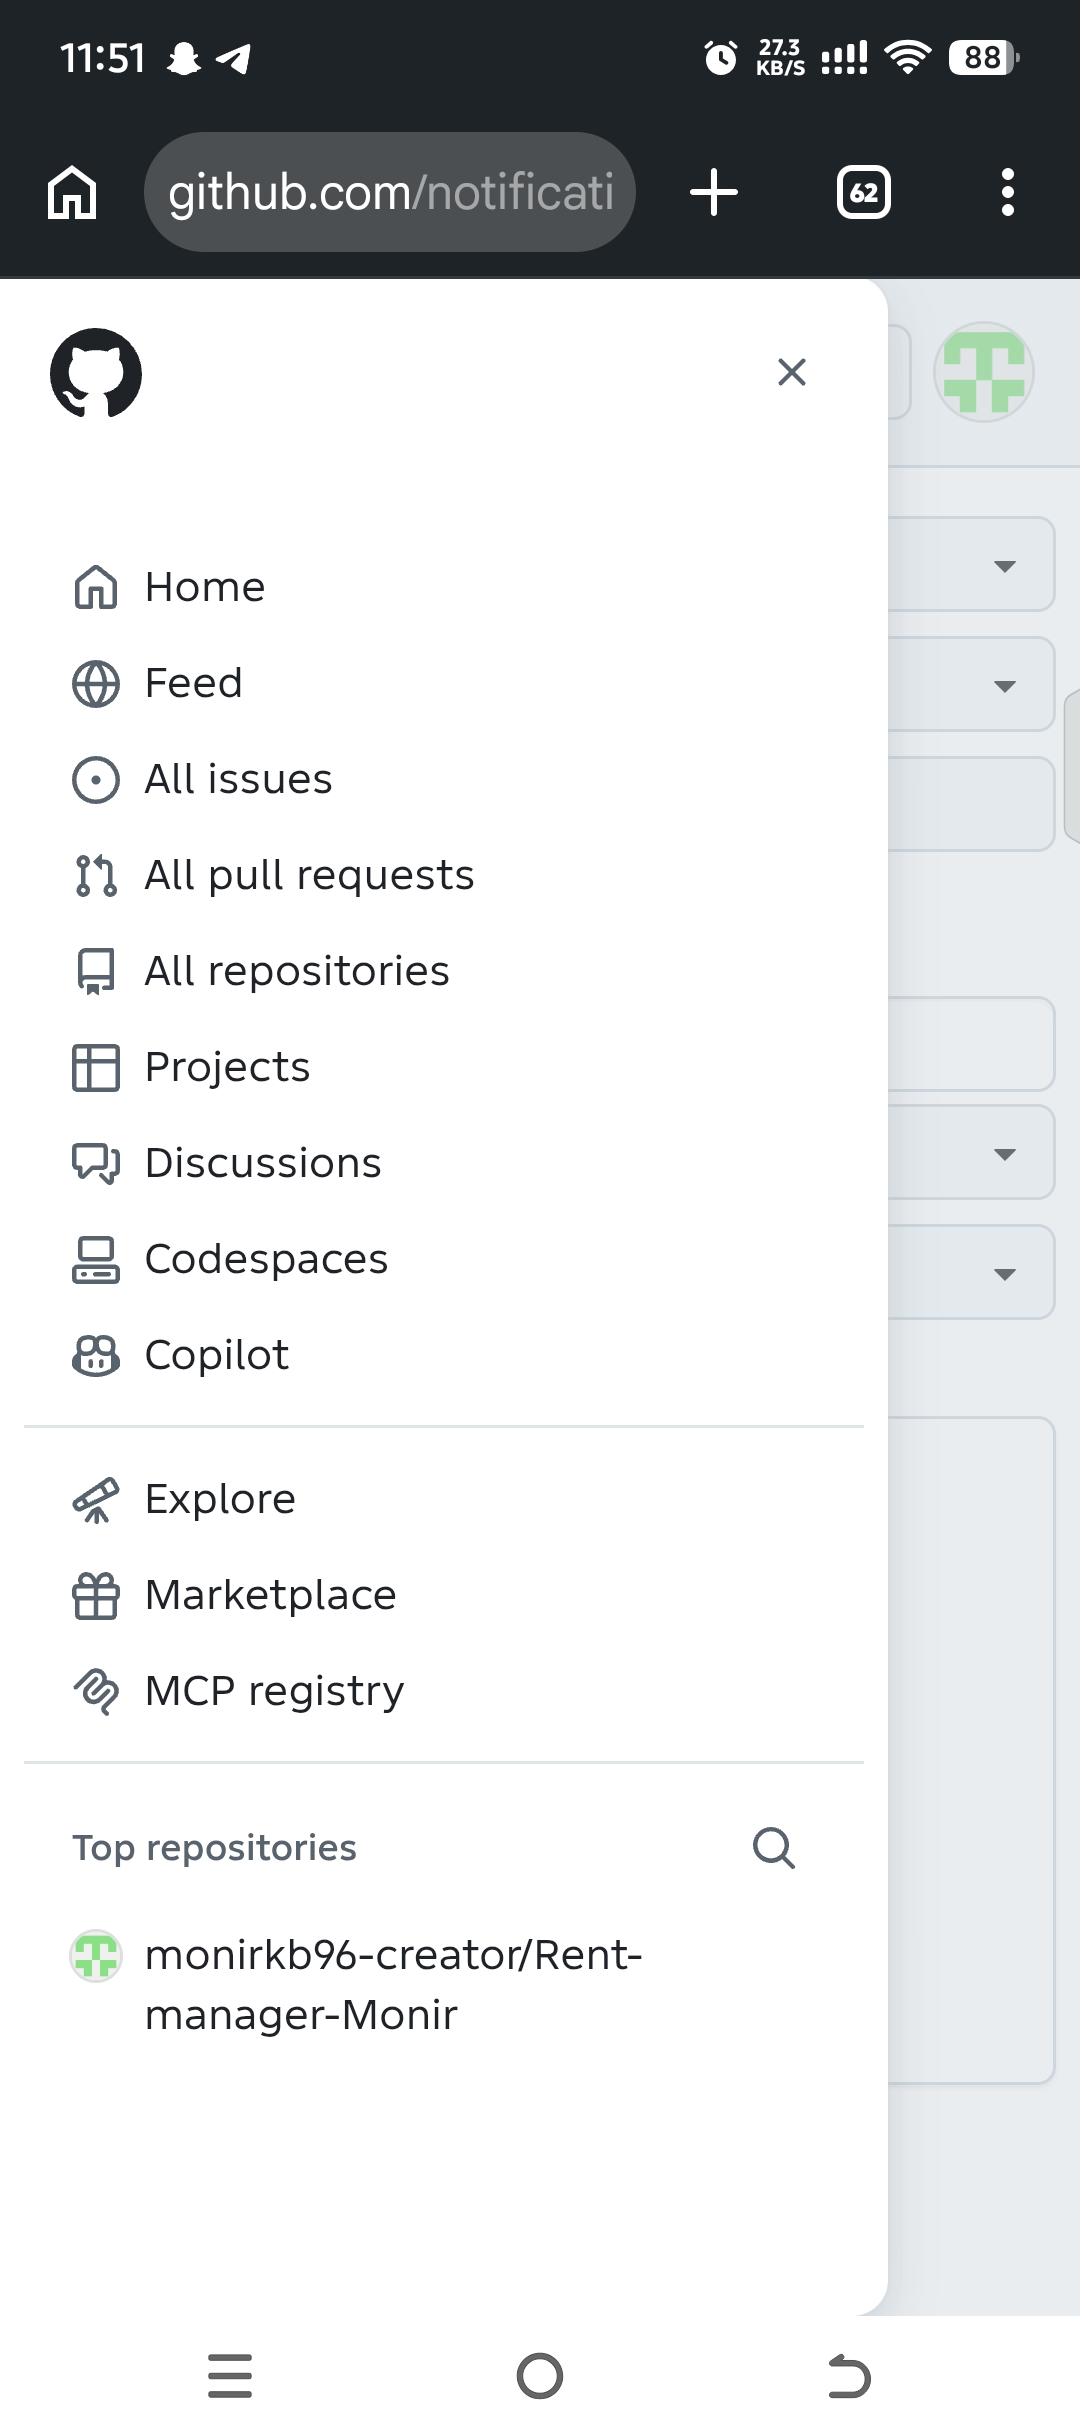 11:51
27.3
KB/S
88
github.com/notificati
62
Home
Feed
All issues
All pull requests
All repositories
Projects
Discussions
Codespaces
Copilot
Explore
Marketplace
MCP registry
Top repositories
monirkb96-creator/Rent-
manager-Monir